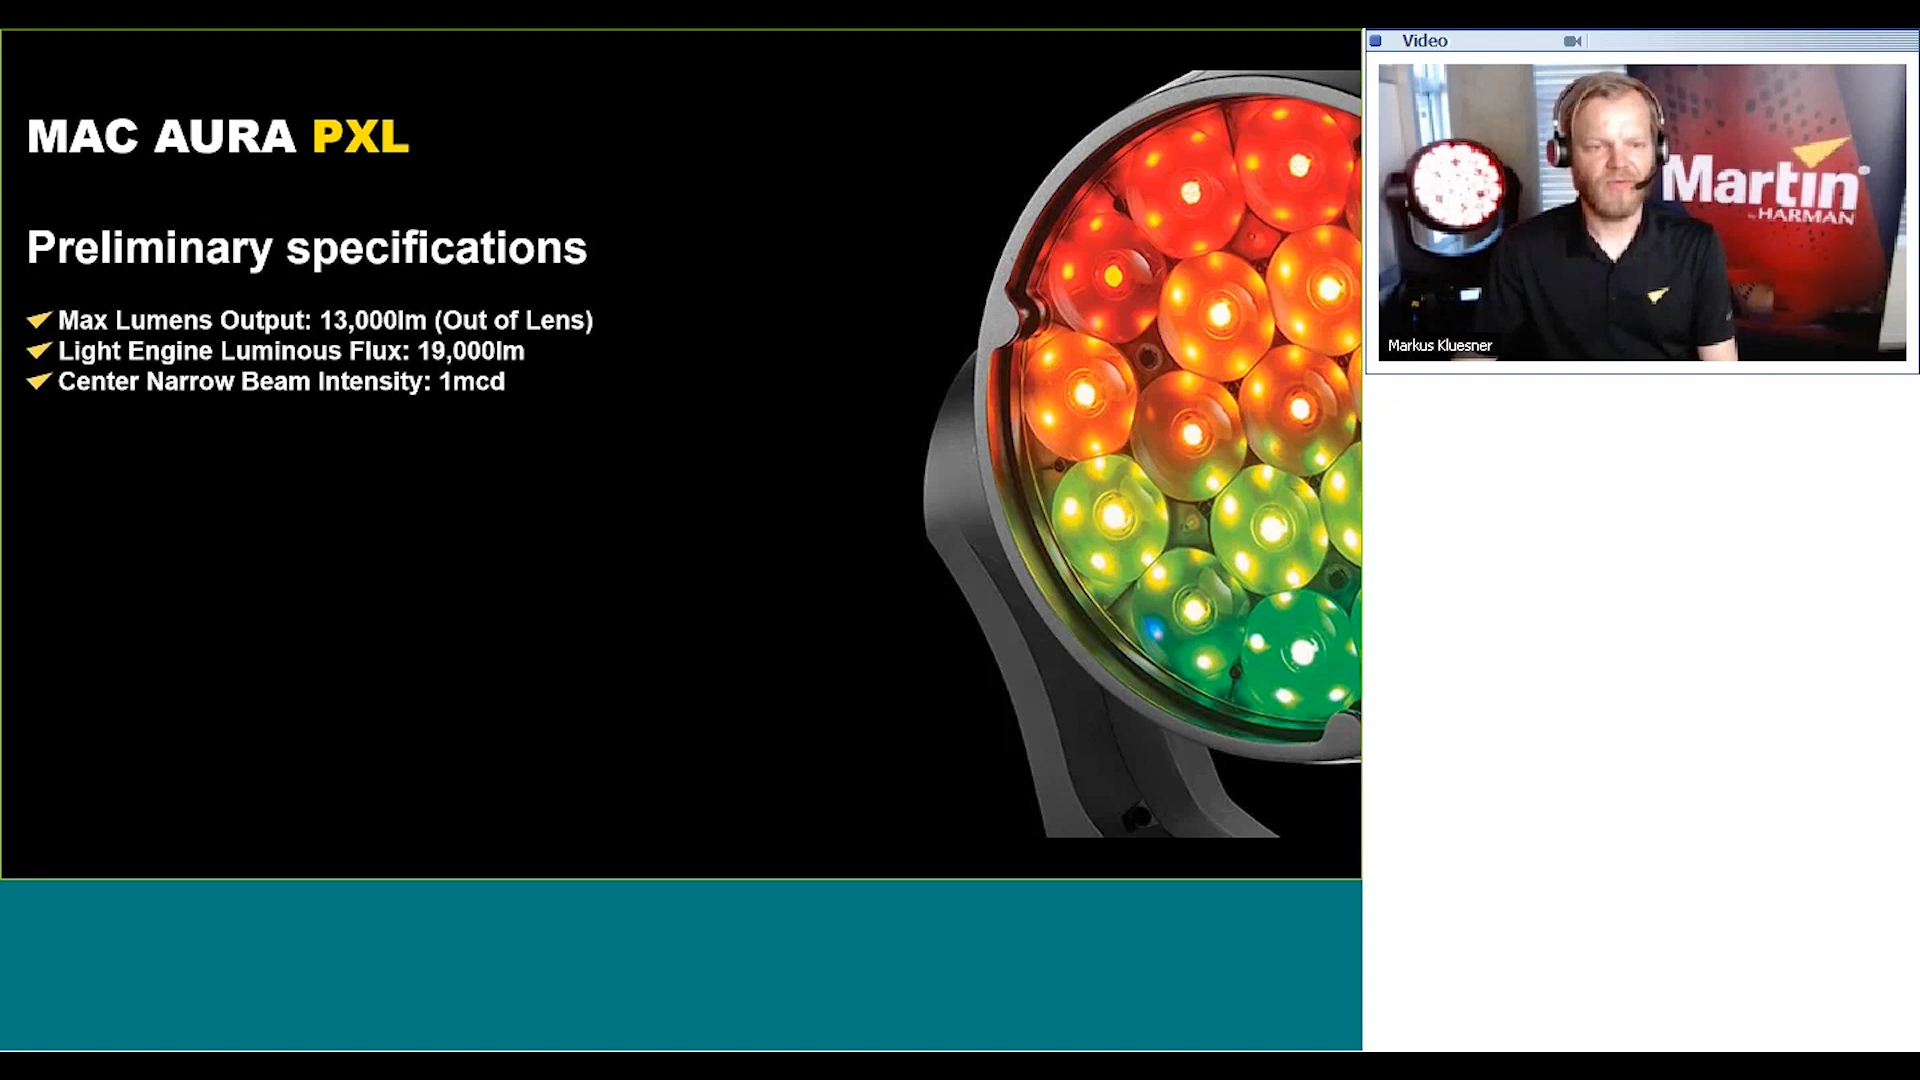 MAC AURA PXL
Preliminary specifications
Max Lumens Output: 13,000lm (Out of Lens)
Light Engine Luminous Flux: 19,000lm
Center Narrow Beam Intensity: 1mcd
Video
Martin®
by HARMAN
Markus Kluesner